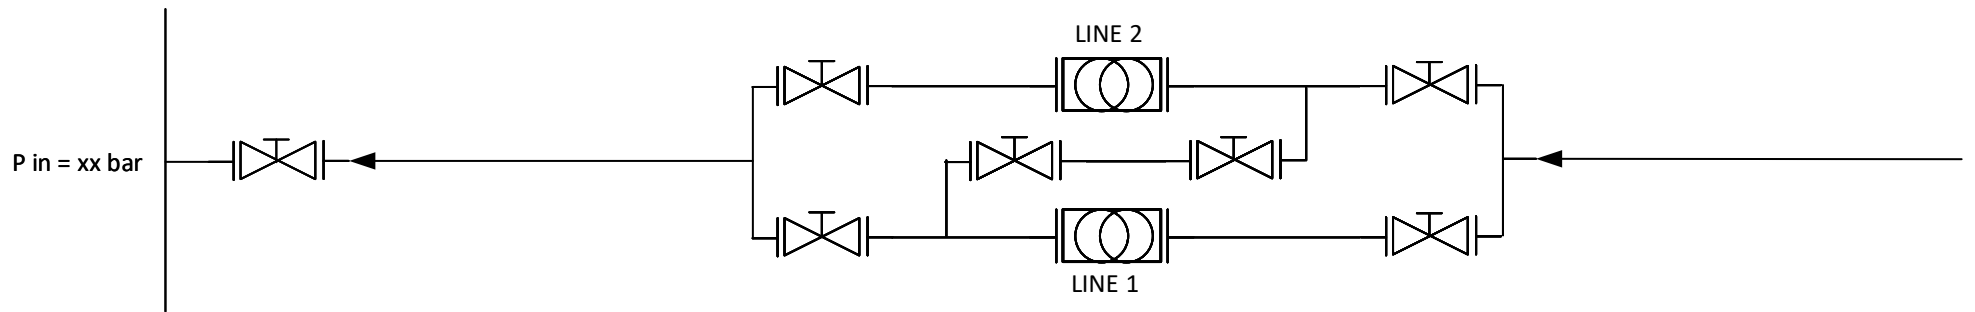 LINE 2
P in = xx bar
LINE 1